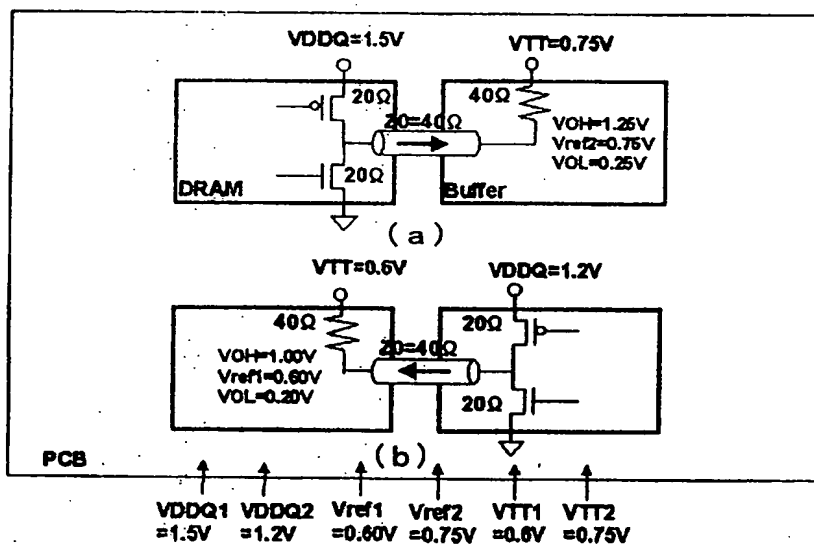 VDDQ=1.5V
VTT=0.75V
20Ω
40Ω
Z0=40Ω
VOH=1.25V
Vref2=0.75V
VOL=0.25V
20Ω
DRAM
Buffer
(a)
VTT=0.6V
VDDQ=1.2V
40Ω
20Ω
Z0=40Ω
VOH=1.00V
Vref1=0.60V
VOL=0.20V
20Ω
(b)
PCB
VDDQ1 VDDQ2 Vref1 Vref2 VTT1 VTT2
=1.5V =1.2V =0.60V =0.75V =0.6V =0.75V